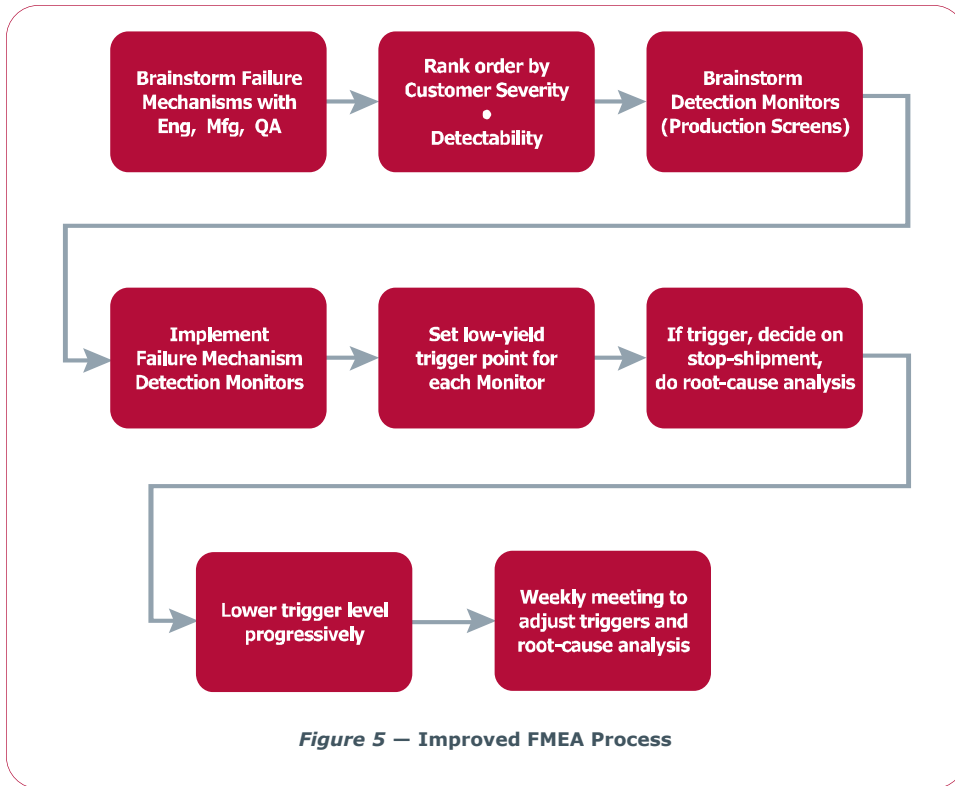 Brainstorm Failure
Mechanisms with
Eng, Mfg, QA
Rank order by
Customer Severity
•
Detectability
Brainstorm
Detection Monitors
(Production Screens)
Implement
Failure Mechanism
Detection Monitors
Set low-yield
trigger point for
each Monitor
If trigger, decide on
stop-shipment,
do root-cause analysis
Lower trigger level
progressively
Weekly meeting to
adjust triggers and
root-cause analysis
Figure 5 — Improved FMEA Process